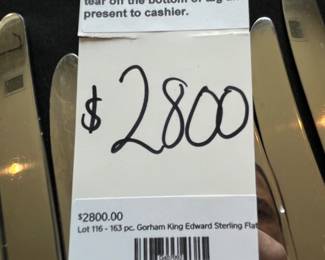 tear off the bottom of tag and
present to cashier.
$2800
$2800.00
Lot 116 - 163 pc. Gorham King Edward Sterling Flat